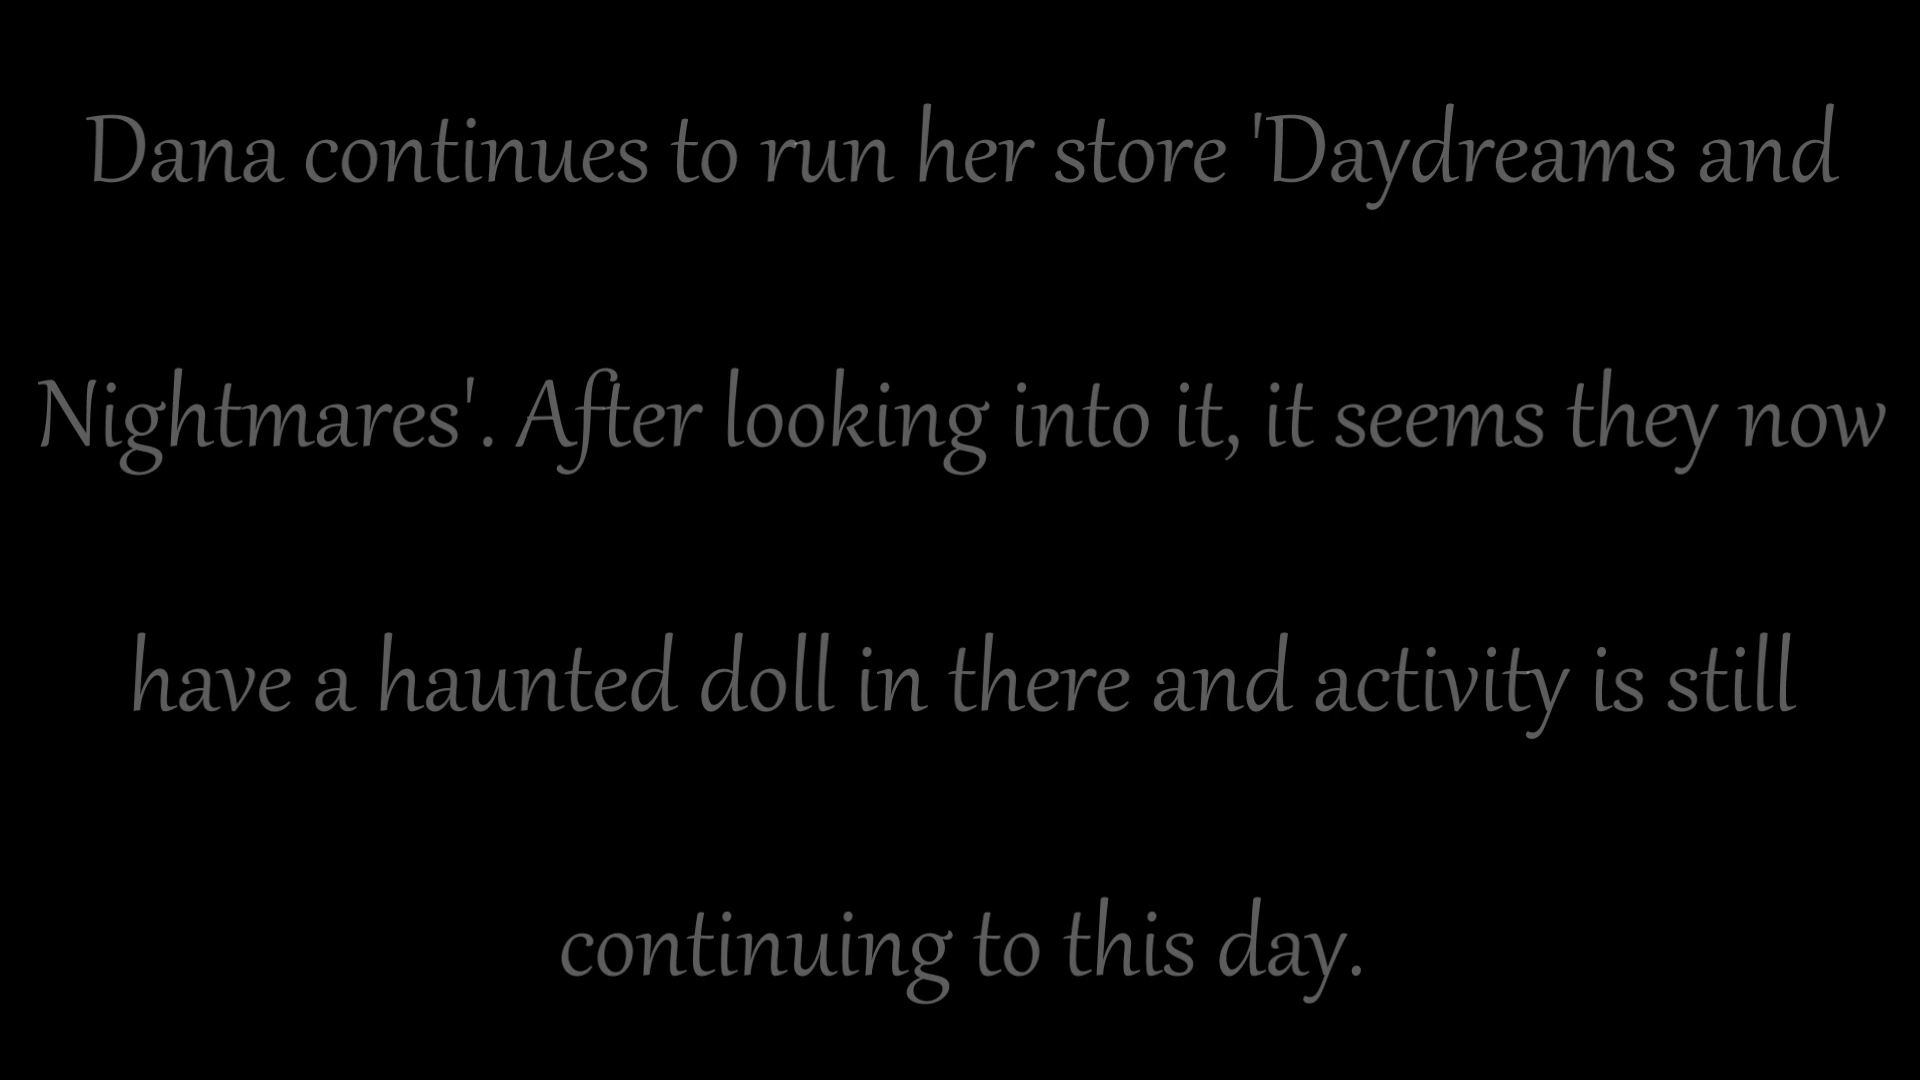 Dana continues to run her store 'Daydreams and
Nightmares'. After looking into it, it seems they now
have a haunted doll in there and activity is still
continuing to this day.